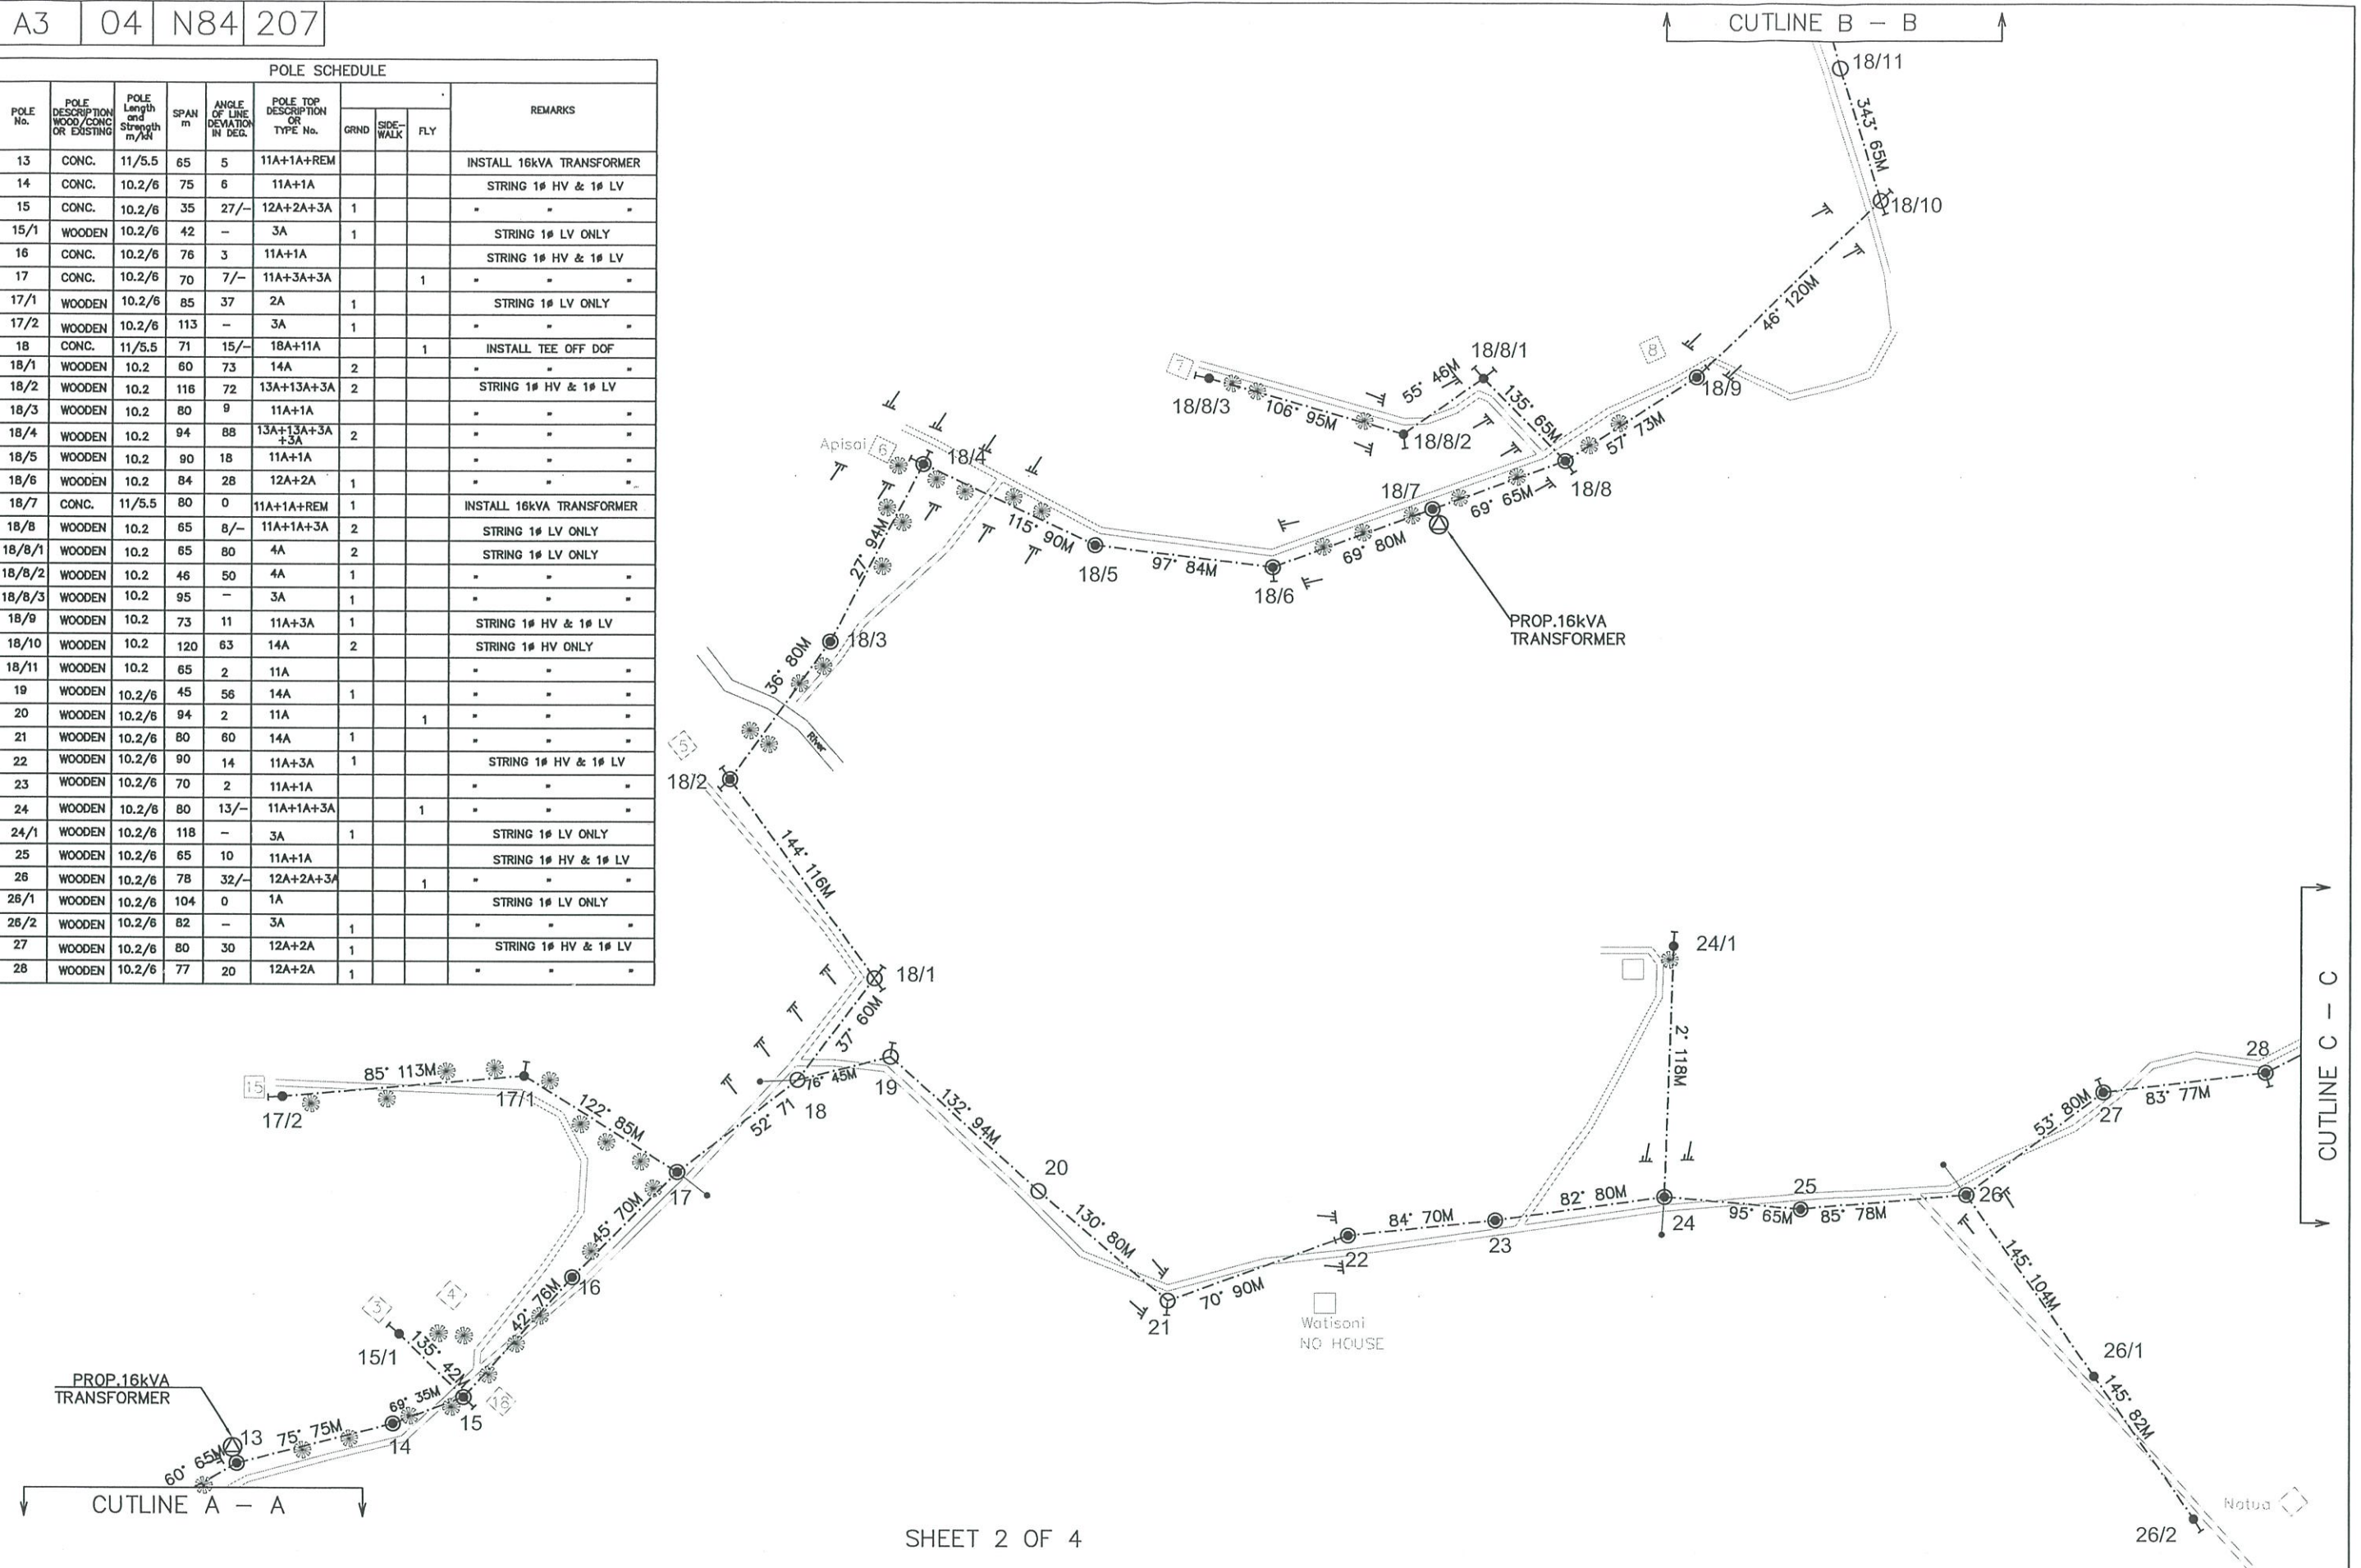 A3 04 N84 207
POLE SCHEDULE
POLE No. POLE DESCRIPTION WOOD/CONC OR EXISTING POLE Length and Strength m/kN SPAN m ANGLE OF LINE DEVIATION IN DEG. POLE TOP DESCRIPTION OR TYPE No. GRND SIDE-WALK FLY REMARKS
13 CONC. 11/5.5 65 5 11A+1A+REM INSTALL 16kVA TRANSFORMER
14 CONC. 10.2/6 75 6 11A+1A STRING 1ø HV & 1ø LV
15 CONC. 10.2/6 35 27/- 12A+2A+3A 1 " " "
15/1 WOODEN 10.2/6 42 - 3A 1 STRING 1ø LV ONLY
16 CONC. 10.2/6 76 3 11A+1A STRING 1ø HV & 1ø LV
17 CONC. 10.2/6 70 7/- 11A+3A+3A 1 " " "
17/1 WOODEN 10.2/6 85 37 2A 1 STRING 1ø LV ONLY
17/2 WOODEN 10.2/6 113 - 3A 1 " " "
18 CONC. 11/5.5 71 15/- 18A+11A 1 INSTALL TEE OFF DOF
18/1 WOODEN 10.2 60 73 14A 2 " " "
18/2 WOODEN 10.2 116 72 13A+13A+3A 2 STRING 1ø HV & 1ø LV
18/3 WOODEN 10.2 80 9 11A+1A " " "
18/4 WOODEN 10.2 94 88 13A+13A+3A +3A 2 " " "
18/5 WOODEN 10.2 90 18 11A+1A " " "
18/6 WOODEN 10.2 84 28 12A+2A 1 " " "
18/7 CONC. 11/5.5 80 0 11A+1A+REM 1 INSTALL 16kVA TRANSFORMER
18/8 WOODEN 10.2 65 8/- 11A+1A+3A 2 STRING 1ø LV ONLY
18/8/1 WOODEN 10.2 65 80 4A 2 STRING 1ø LV ONLY
18/8/2 WOODEN 10.2 46 50 4A 1 " " "
18/8/3 WOODEN 10.2 95 - 3A 1 " " "
18/9 WOODEN 10.2 73 11 11A+3A 1 STRING 1ø HV & 1ø LV
18/10 WOODEN 10.2 120 63 14A 2 STRING 1ø HV ONLY
18/11 WOODEN 10.2 65 2 11A " " "
19 WOODEN 10.2/6 45 56 14A 1 " " "
20 WOODEN 10.2/6 94 2 11A 1 " " "
21 WOODEN 10.2/6 80 60 14A 1 " " "
22 WOODEN 10.2/6 90 14 11A+3A 1 STRING 1ø HV & 1ø LV
23 WOODEN 10.2/6 70 2 11A+1A " " "
24 WOODEN 10.2/6 80 13/- 11A+1A+3A 1 " " "
24/1 WOODEN 10.2/6 118 - 3A 1 STRING 1ø LV ONLY
25 WOODEN 10.2/6 65 10 11A+1A STRING 1ø HV & 1ø LV
26 WOODEN 10.2/6 78 32/- 12A+2A+3A 1 " " "
26/1 WOODEN 10.2/6 104 0 1A STRING 1ø LV ONLY
26/2 WOODEN 10.2/6 82 - 3A 1 " " "
27 WOODEN 10.2/6 80 30 12A+2A 1 STRING 1ø HV & 1ø LV
28 WOODEN 10.2/6 77 20 12A+2A 1 " " "
CUTLINE B - B
18/11
343° 65M
18/10
46° 120M
8
18/9
57° 73M
18/8/1
55° 46M
135° 65M
7
18/8/3
106° 95M
18/8/2
18/8
18/7
69° 65M
69° 80M
PROP.16kVA
TRANSFORMER
Apisai 6
18/4
115° 90M
18/5
97° 84M
18/6
27° 94M
18/3
36° 80M
River
5
18/2
144° 116M
18/1
37° 60M
76° 45M
19
18
52° 71
15
85° 113M
17/2
17/1
122° 85M
17
45° 70M
16
42° 76M
4
3
135° 42M
15/1
69° 35M
15
18
PROP.16kVA
TRANSFORMER
13
75° 75M
14
60° 65M
CUTLINE A - A
132° 94M
20
130° 80M
21
70° 90M
22
Watisoni
NO HOUSE
84° 70M
23
82° 80M
24
24/1
2° 118M
95° 65M
25
85° 78M
26
53° 80M
27
83° 77M
28
CUTLINE C - C
145° 104M
26/1
145° 82M
26/2
Natua
SHEET 2 OF 4